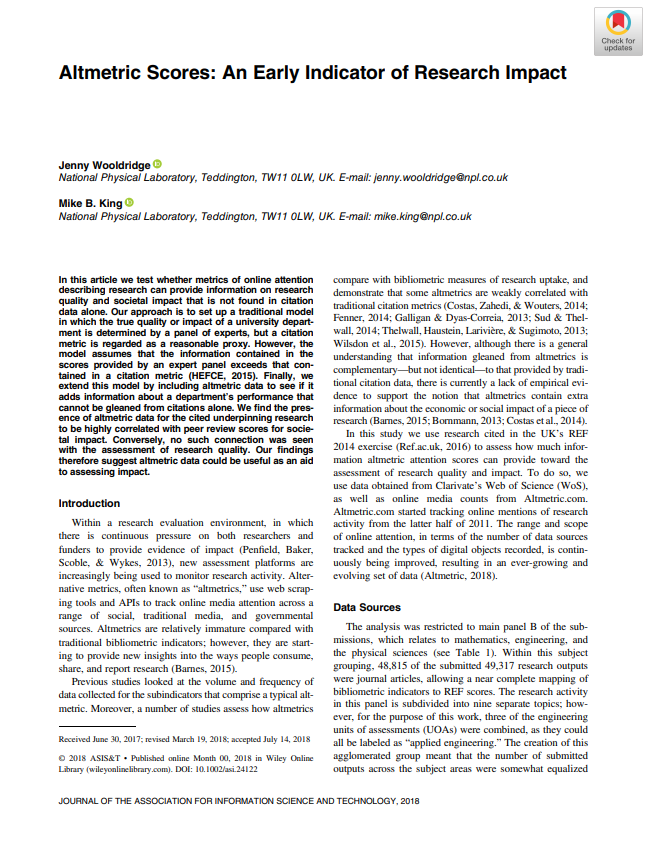 Check for
updates
Altmetric Scores: An Early Indicator of Research Impact
Jenny Wooldridge
National Physical Laboratory, Teddington, TW11 0LW, UK. E-mail: jenny.wooldridge@npl.co.uk
Mike B. King
National Physical Laboratory, Teddington, TW11 0LW, UK. E-mail: mike.king@npl.co.uk
In this article we test whether metrics of online attention
describing research can provide information on research
quality and societal impact that is not found in citation
data alone. Our approach is to set up a traditional model
in which the true quality or impact of a university depart-
ment is determined by a panel of experts, but a citation
metric is regarded as a reasonable proxy. However, the
model assumes that the information contained in the
scores provided by an expert panel exceeds that con-
tained in a citation metric (HEFCE, 2015). Finally, we
extend this model by including altmetric data to see if it
adds information about a department's performance that
cannot be gleaned from citations alone. We find the pres-
ence of altmetric data for the cited underpinning research
to be highly correlated with peer review scores for socie-
tal impact. Conversely, no such connection was seen
with the assessment of research quality. Our findings
therefore suggest altmetric data could be useful as an aid
to assessing impact.
Introduction
Within a research evaluation environment, in which
there is continuous pressure on both researchers and
funders to provide evidence of impact (Penfield, Baker,
Scoble, & Wykes, 2013), new assessment platforms are
increasingly being used to monitor research activity. Alter-
native metrics, often known as “altmetrics,” use web scrap-
ing tools and APIs to track online media attention across a
range of social, traditional media, and governmental
sources. Altmetrics are relatively immature compared with
traditional bibliometric indicators; however, they are start-
ing to provide new insights into the ways people consume,
share, and report research (Barnes, 2015).
Previous studies looked at the volume and frequency of
data collected for the subindicators that comprise a typical alt-
metric. Moreover, a number of studies assess how altmetrics
Received June 30, 2017; revised March 19, 2018; accepted July 14, 2018
© 2018 ASIS&T • Published online Month 00, 2018 in Wiley Online
Library (wileyonlinelibrary.com). DOI: 10.1002/asi.24122
compare with bibliometric measures of research uptake, and
demonstrate that some altmetrics are weakly correlated with
traditional citation metrics (Costas, Zahedi, & Wouters, 2014;
Fenner, 2014; Galligan & Dyas-Correia, 2013; Sud & Thel-
wall, 2014; Thelwall, Haustein, Larivière, & Sugimoto, 2013;
Wilsdon et al., 2015). However, although there is a general
understanding that information gleaned from altmetrics is
complementary—but not identical—to that provided by tradi-
tional citation data, there is currently a lack of empirical evi-
dence to support the notion that altmetrics contain extra
information about the economic or social impact of a piece of
research (Barnes, 2015; Bornmann, 2013; Costas et al., 2014).
In this study we use research cited in the UK's REF
2014 exercise (Ref.ac.uk, 2016) to assess how much infor-
mation altmetric attention scores can provide toward the
assessment of research quality and impact. To do so, we
use data obtained from Clarivate's Web of Science (WoS),
as well as online media counts from Altmetric.com.
Altmetric.com started tracking online mentions of research
activity from the latter half of 2011. The range and scope
of online attention, in terms of the number of data sources
tracked and the types of digital objects recorded, is contin-
uously being improved, resulting in an ever-growing and
evolving set of data (Altmetric, 2018).
Data Sources
The analysis was restricted to main panel B of the sub-
missions, which relates to mathematics, engineering, and
the physical sciences (see Table 1). Within this subject
grouping, 48,815 of the submitted 49,317 research outputs
were journal articles, allowing a near complete mapping of
bibliometric indicators to REF scores. The research activity
in this panel is subdivided into nine separate topics; how-
ever, for the purpose of this work, three of the engineering
units of assessments (UOAs) were combined, as they could
all be labeled as “applied engineering.” The creation of this
agglomerated group meant that the number of submitted
outputs across the subject areas were somewhat equalized
JOURNAL OF THE ASSOCIATION FOR INFORMATION SCIENCE AND TECHNOLOGY, 2018